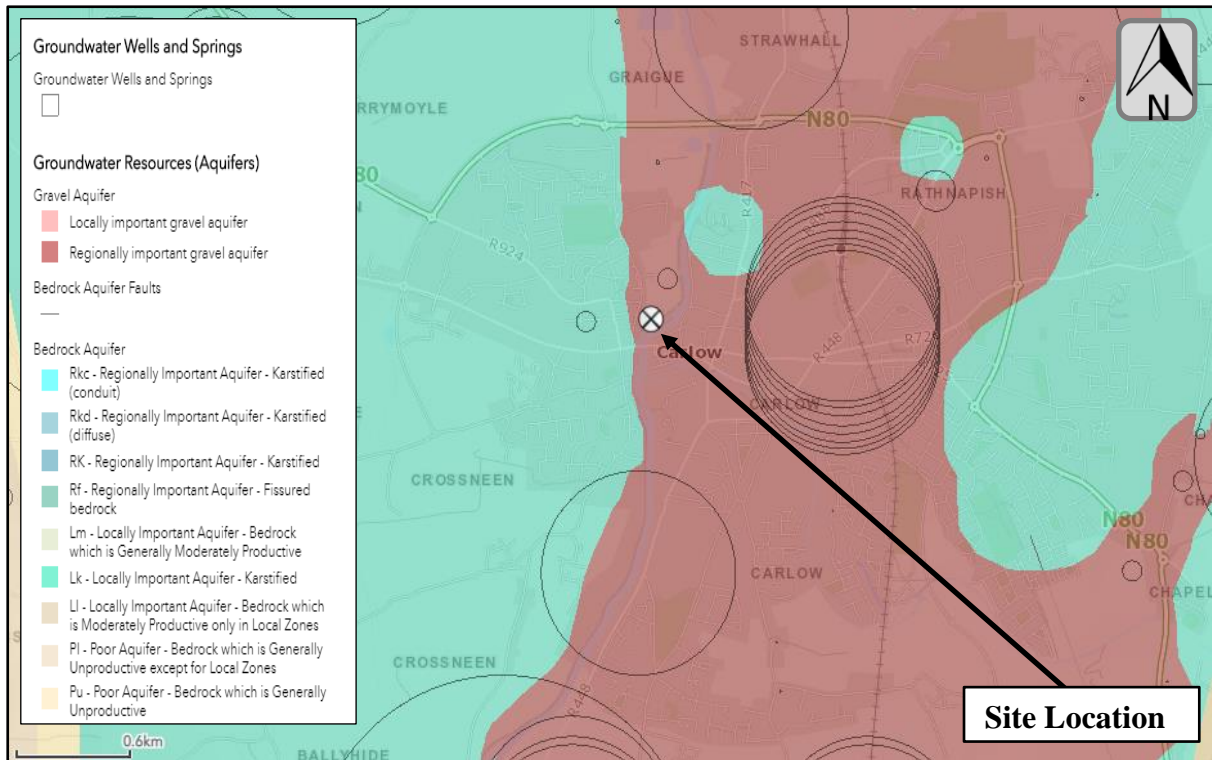 Groundwater Wells and Springs
Groundwater Wells and Springs
Groundwater Resources (Aquifers)
Gravel Aquifer
Locally important gravel aquifer
Regionally important gravel aquifer
Bedrock Aquifer Faults
Bedrock Aquifer
Rkc - Regionally Important Aquifer - Karstified
(conduit)
Rkd - Regionally Important Aquifer - Karstified
(diffuse)
RK - Regionally Important Aquifer - Karstified
Rf - Regionally Important Aquifer - Fissured
bedrock
Lm - Locally Important Aquifer - Bedrock
which is Generally Moderately Productive
Lk - Locally Important Aquifer - Karstified
Ll - Locally Important Aquifer - Bedrock which
is Moderately Productive only in Local Zones
Pl - Poor Aquifer - Bedrock which is Generally
Unproductive except for Local Zones
Pu - Poor Aquifer - Bedrock which is Generally
Unproductive
0.6km
STRAWHALL
GRAIGUE
RRYMOYLE
N80
N
80
RATHNAPISH
R417
R924
Carlow
R448
CARLOW
CROSSNEEN
N80
N80
CARLOW
CHAPEL
CROSSNEEN
R448
BALLYHIDE
Site Location